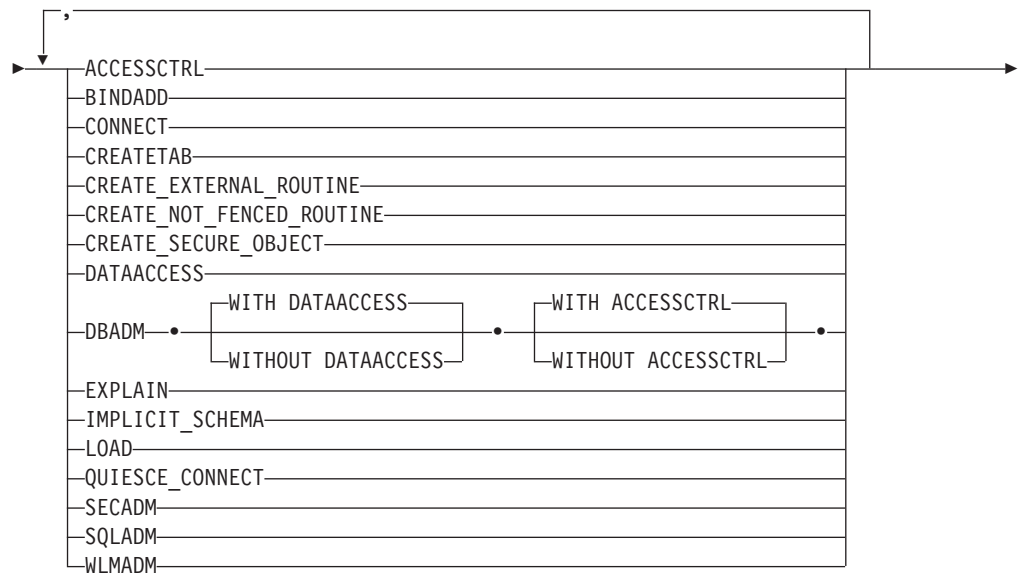 ,
ACCESSCTRL
BINDADD
CONNECT
CREATETAB
CREATE_EXTERNAL_ROUTINE
CREATE_NOT_FENCED_ROUTINE
CREATE_SECURE_OBJECT
DATAACCESS
WITH DATAACCESS WITH ACCESSCTRL
DBADM
WITHOUT DATAACCESS WITHOUT ACCESSCTRL
EXPLAIN
IMPLICIT_SCHEMA
LOAD
QUIESCE_CONNECT
SECADM
SQLADM
WLMADM